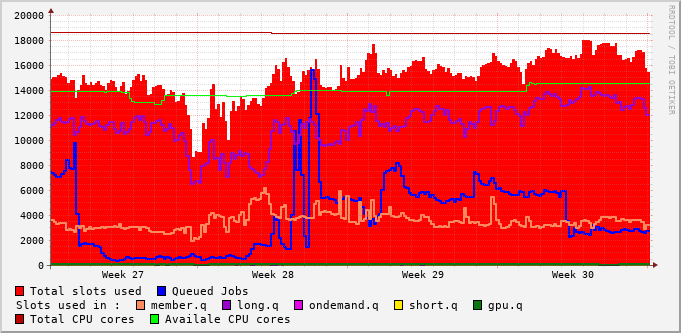 RRDTOOL / TOBI OETIKER
20000
18000
16000
14000
12000
10000
8000
6000
4000
2000
0
Week 27 Week 28 Week 29 Week 30
Total slots used Queued Jobs
Slots used in : member.q long.q ondemand.q short.q gpu.q
Total CPU cores Availale CPU cores